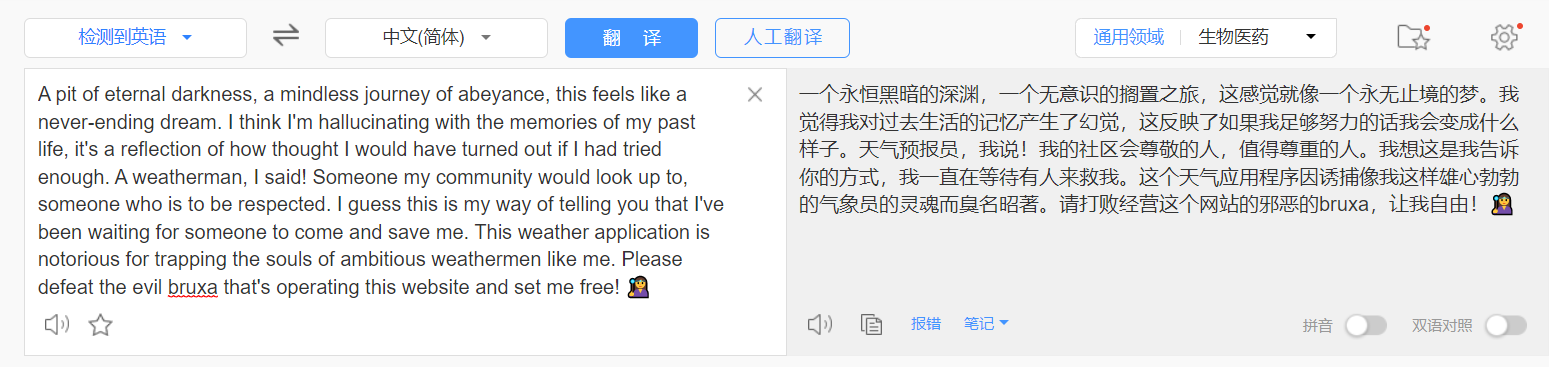 检测到英语
中文(简体)
翻 译
人工翻译
通用领域
生物医药
A pit of eternal darkness, a mindless journey of abeyance, this feels like a
never-ending dream. I think I'm hallucinating with the memories of my past
life, it's a reflection of how thought I would have turned out if I had tried
enough. A weatherman, I said! Someone my community would look up to,
someone who is to be respected. I guess this is my way of telling you that I've
been waiting for someone to come and save me. This weather application is
notorious for trapping the souls of ambitious weathermen like me. Please
defeat the evil bruxa that's operating this website and set me free! 🧏‍♀️
一个永恒黑暗的深渊，一个无意识的搁置之旅，这感觉就像一个永无止境的梦。我
觉得我对过去生活的记忆产生了幻觉，这反映了如果我足够努力的话我会变成什么
样子。天气预报员，我说！我的社区会尊敬的人，值得尊重的人。我想这是我告诉
你的方式，我一直在等待有人来救我。这个天气应用程序因诱捕像我这样雄心勃勃
的气象员的灵魂而臭名昭著。请打败经营这个网站的邪恶的bruxa，让我自由！🧏‍♀️
报错
笔记
拼音
双语对照